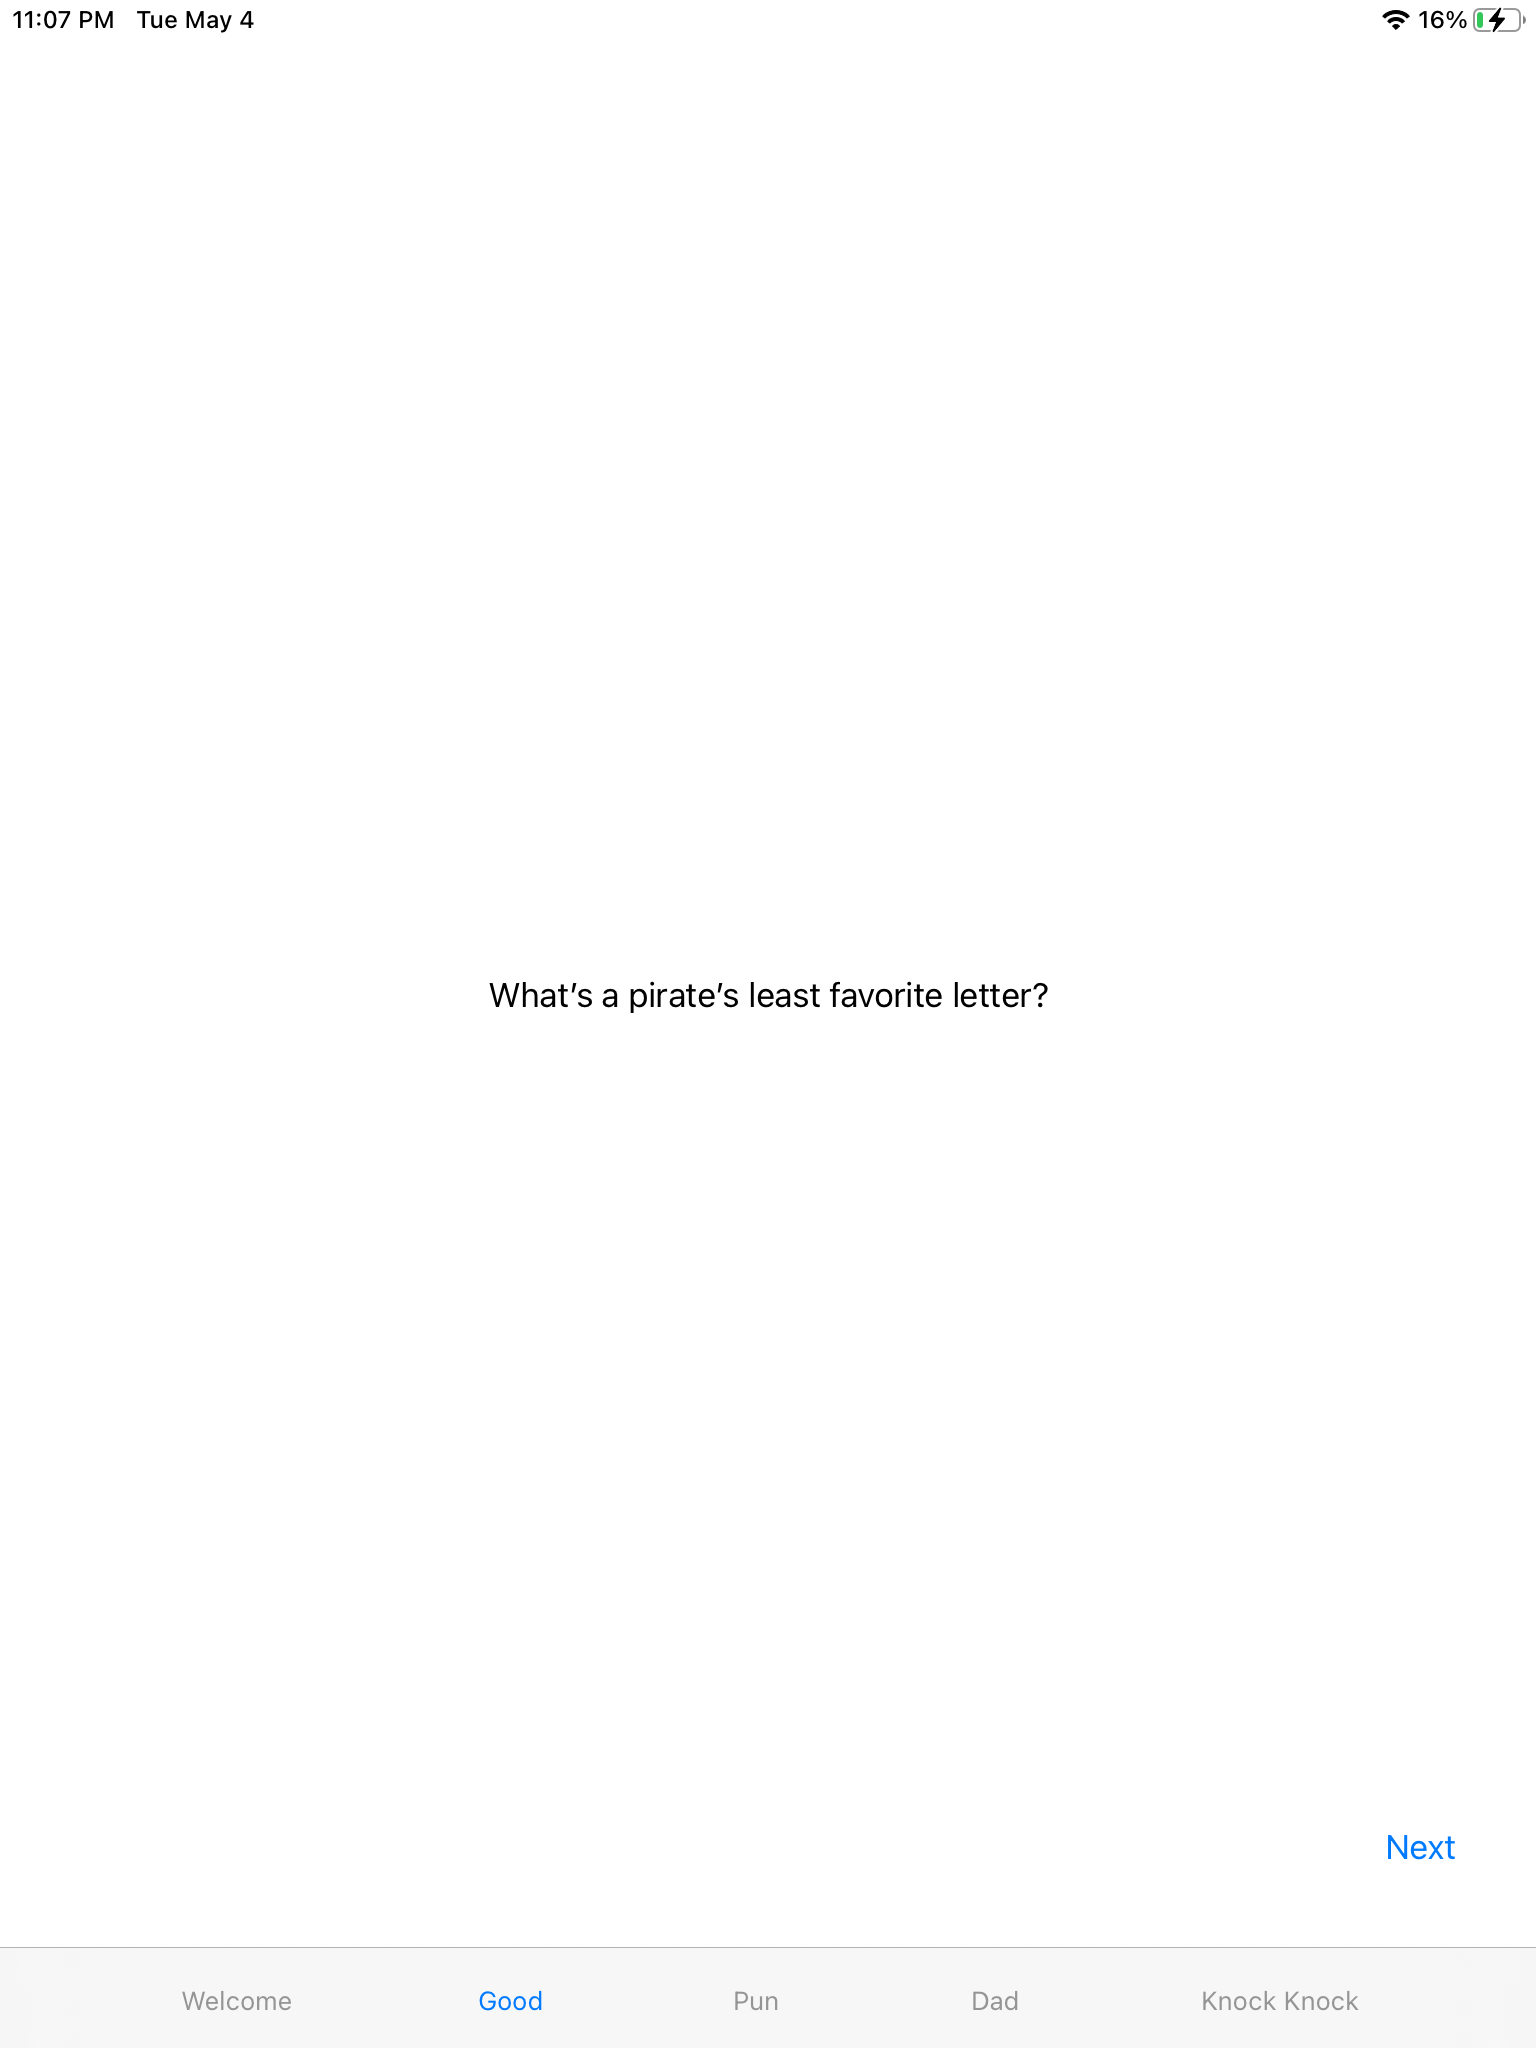 11:07 PM Tue May 4 16%
What’s a pirate’s least favorite letter?
Next
Welcome Good Pun Dad Knock Knock